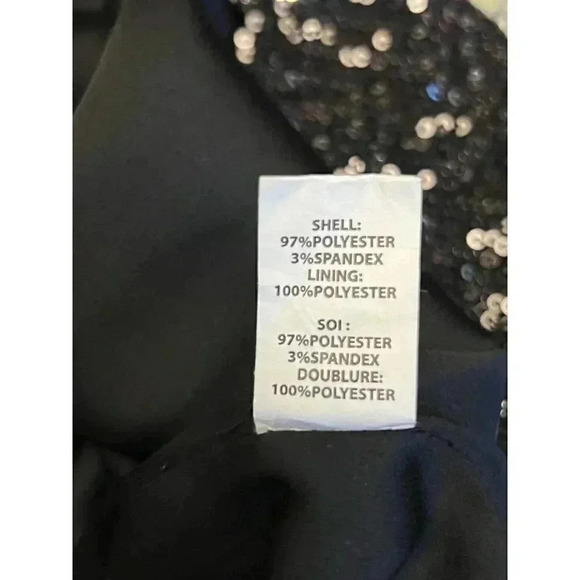 SHELL:
97%POLYESTER
3%SPANDEX
LINING:
100%POLYESTER
SOI :
97%POLYESTER
3%SPANDEX
DOUBLURE:
100%POLYESTER